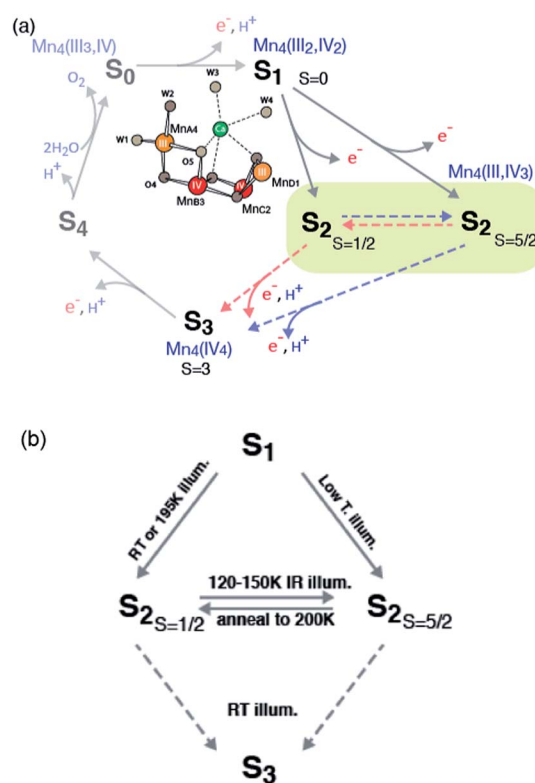 (a)
Mn4(III3,IV)
e-, H+
Mn4(III2,IV2)
S0
S1
S=0
O2
2H2O
H+
W3
W2
W4
Ca
W1
MnA4
III
O5
III
O4
IV
IV
MnD1
MnB3
MnC2
e-
e-
Mn4(III,IV3)
S2 S=1/2
S2 S=5/2
S4
e-, H+
S3
Mn4(IV4)
S=3
e-, H+
e-, H+
(b)
S1
RT or 195K illum.
Low T. illum.
120-150K IR illum.
S2 S=1/2
S2 S=5/2
anneal to 200K
RT illum.
S3